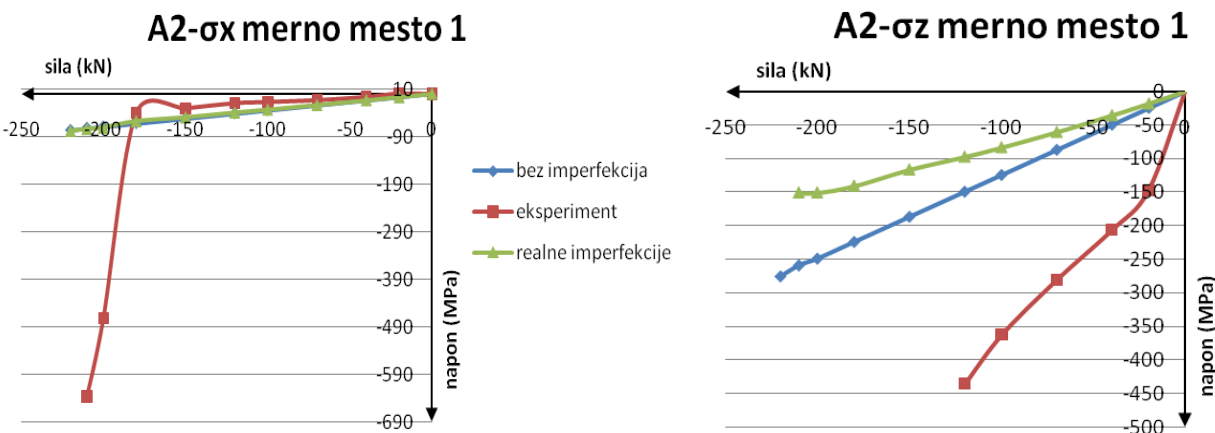 A2-σx merno mesto 1
sila (kN)
10
-250 -200 -150 -100 -50 0
-90
-190
-290
-390
-490
-590
-690
napon (MPa)
bez imperfekcija
eksperiment
realne imperfekcije
A2-σz merno mesto 1
sila (kN)
0
-250 -200 -150 -100 -50 0
-50
-100
-150
-200
-250
-300
-350
-400
-450
-500
napon (MPa)